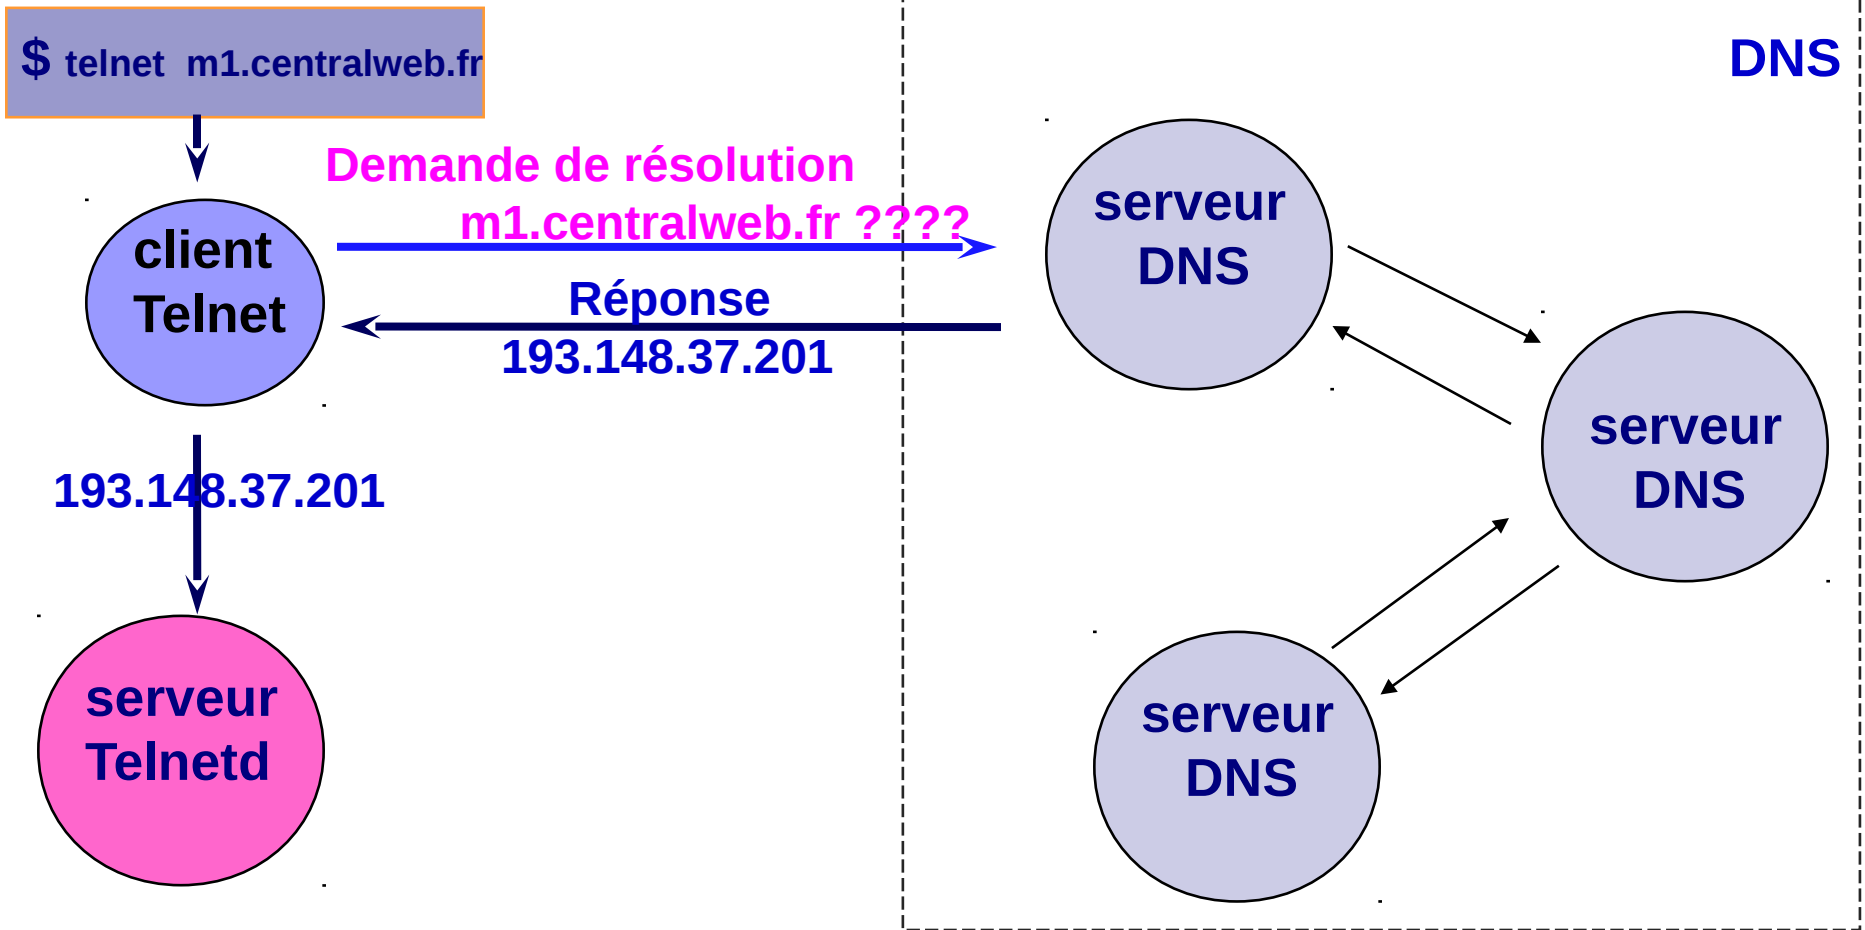 $ telnet m1.centralweb.fr
DNS
Demande de résolution
m1.centralweb.fr ????
client
Telnet
Réponse
193.148.37.201
serveur
DNS
serveur
DNS
193.148.37.201
serveur
Telnetd
serveur
DNS